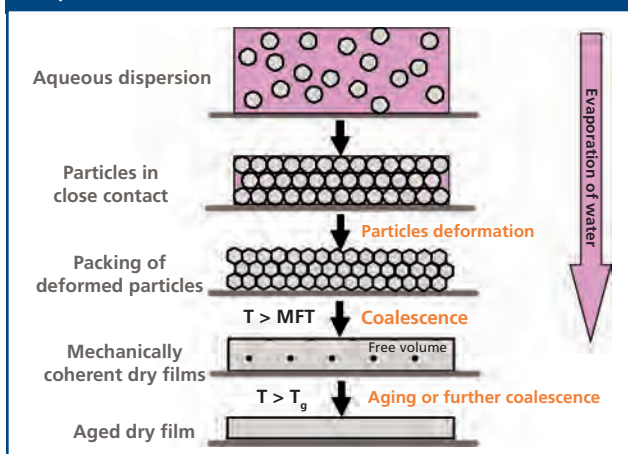 Aqueous dispersion
Evaporation of water
Particles in
close contact
Particles deformation
Packing of
deformed particles
T > MFT
Coalescence
Free volume
Mechanically
coherent dry films
T > Tg
Aging or further coalescence
Aged dry film